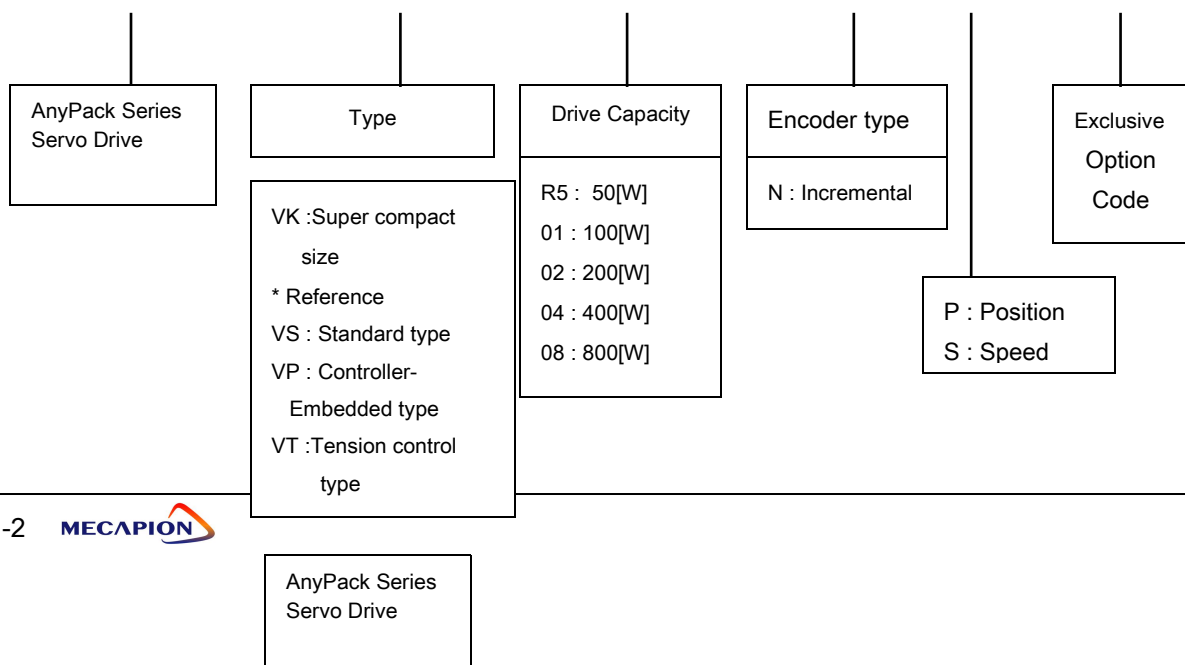 AnyPack Series
Servo Drive
Type
VK :Super compact
size
* Reference
VS : Standard type
VP : Controller-
Embedded type
VT :Tension control
type
Drive Capacity
R5 :  50[W]
01 : 100[W]
02 : 200[W]
04 : 400[W]
08 : 800[W]
Encoder type
N : Incremental
P : Position
S : Speed
Exclusive
Option
Code
-2 MECAPION
AnyPack Series
Servo Drive